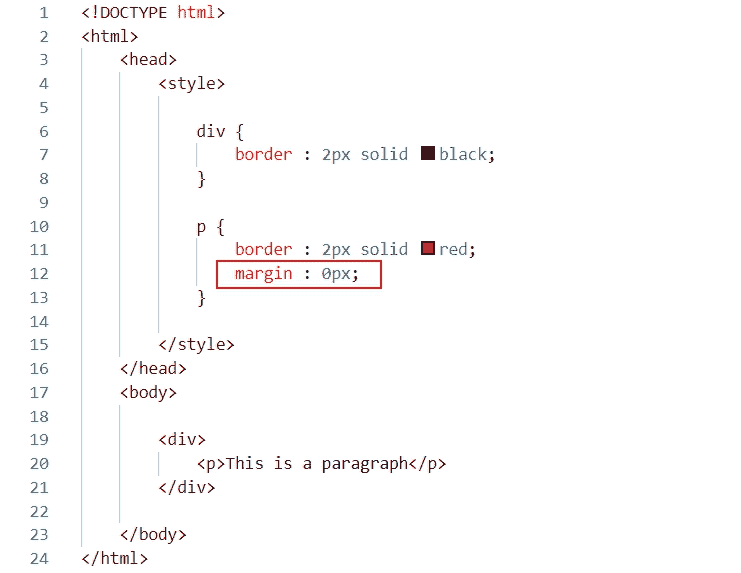 1 <!DOCTYPE html>
2 <html>
3 <head>
4 <style>
5
6 div {
7 border : 2px solid black;
8 }
9
10 p {
11 border : 2px solid red;
12 margin : 0px;
13 }
14
15 </style>
16 </head>
17 <body>
18
19 <div>
20 <p>This is a paragraph</p>
21 </div>
22
23 </body>
24 </html>